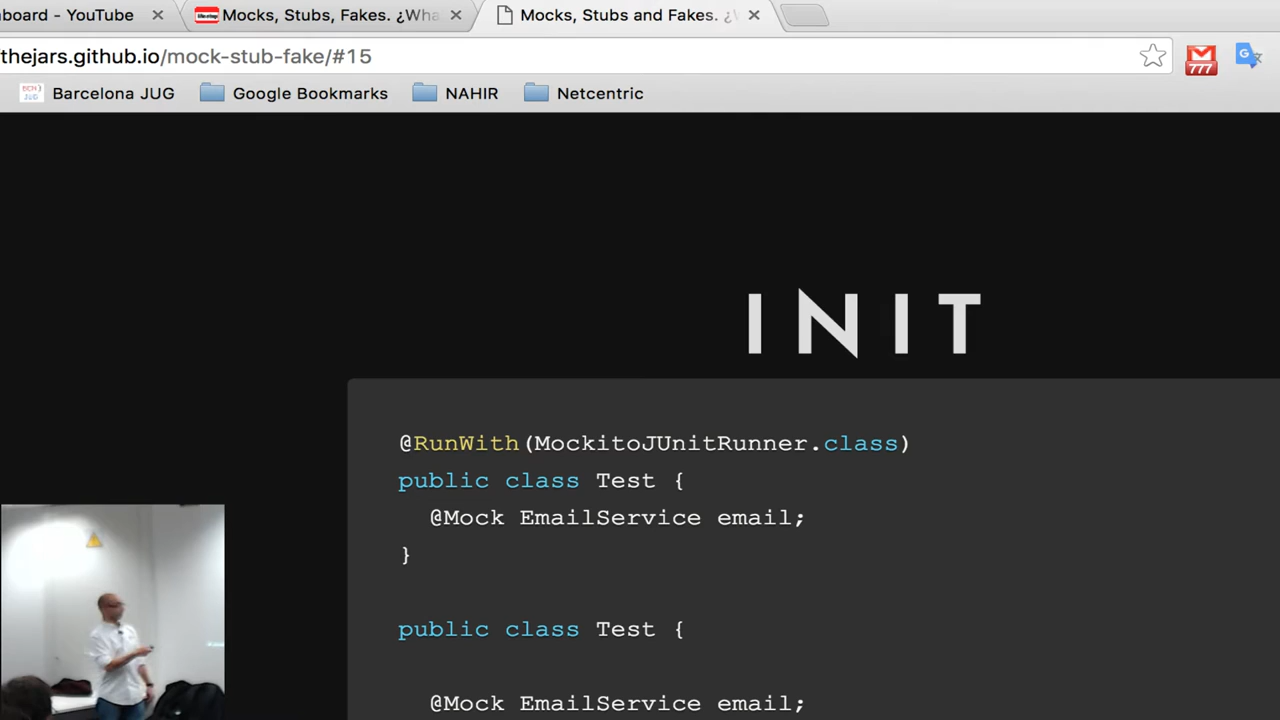 board - YouTube
Mocks, Stubs, Fakes. ¿Wha
Mocks, Stubs and Fakes. ¿
thejars.github.io/mock-stub-fake/#15
777
Barcelona JUG
Google Bookmarks
NAHIR
Netcentric
INIT
@RunWith(MockitoJUnitRunner.class)
public class Test {
@Mock EmailService email;
}
public class Test {
@Mock EmailService email;